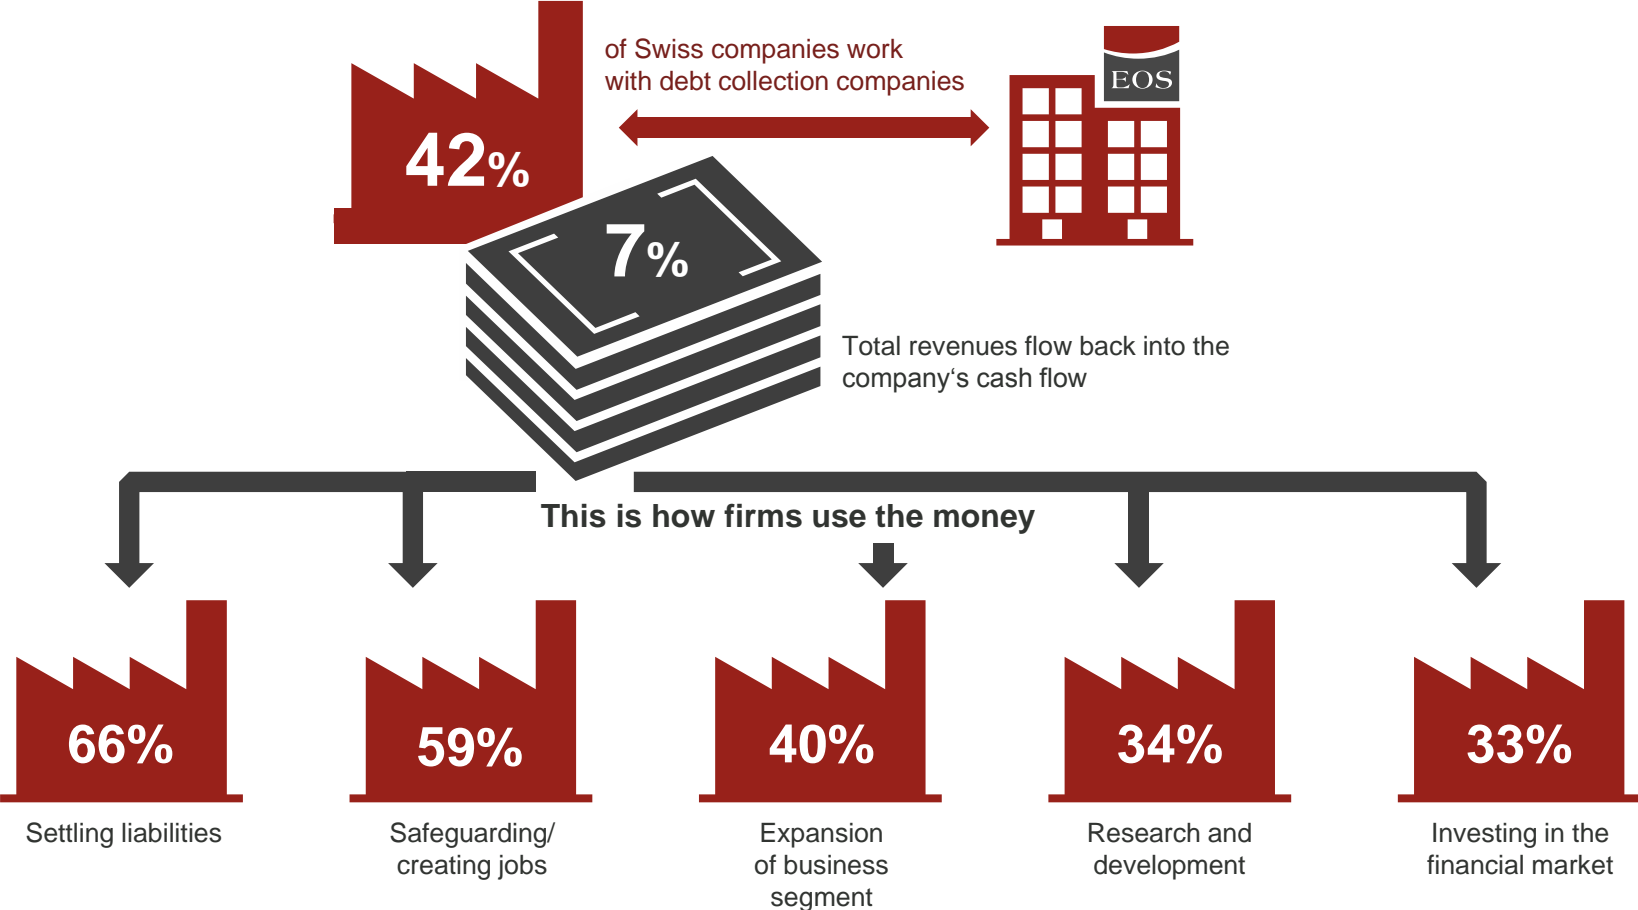 of Swiss companies work
with debt collection companies
EOS
42%
7%
Total revenues flow back into the
company‘s cash flow
This is how firms use the money
66%
Settling liabilities
59%
Safeguarding/
creating jobs
40%
Expansion
of business
segment
34%
Research and
development
33%
Investing in the
financial market